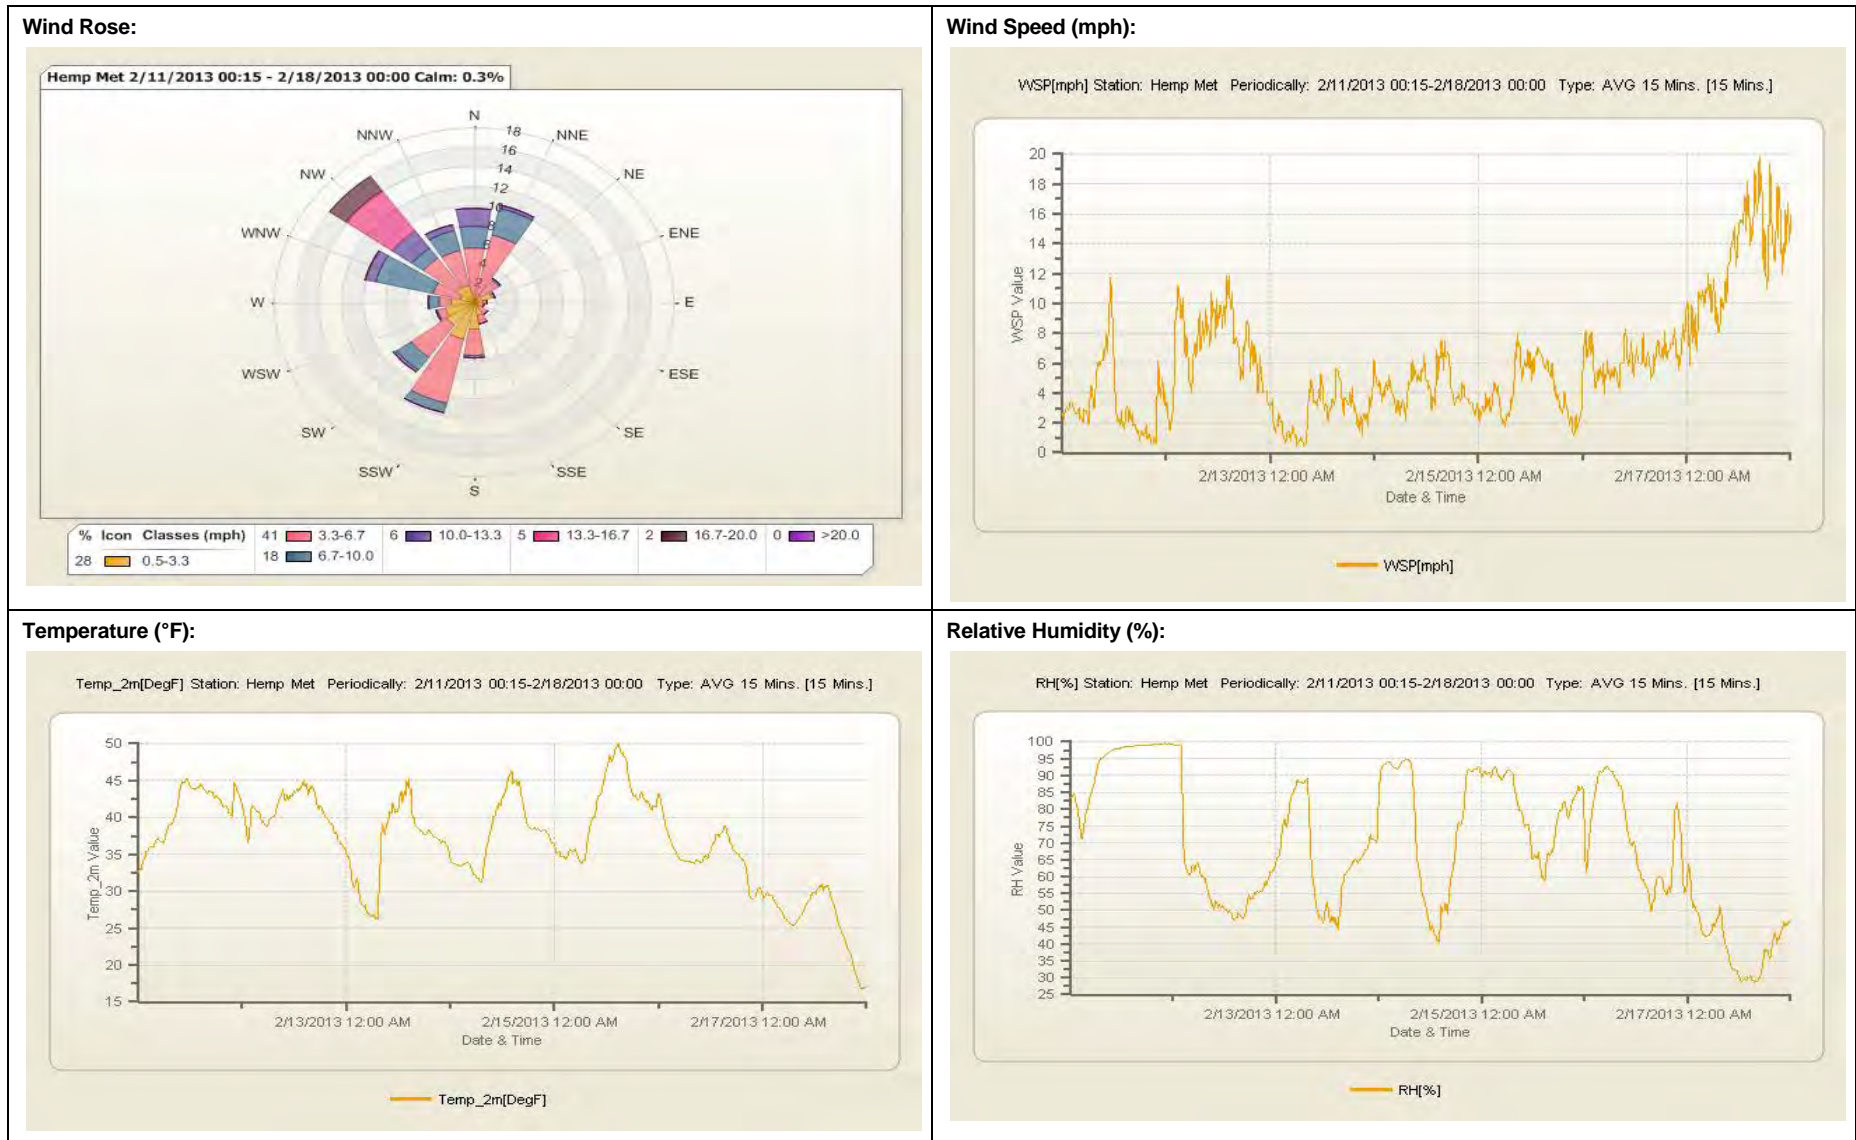 Wind Rose:
Hemp Met 2/11/2013 00:15 - 2/18/2013 00:00 Calm: 0.3%
N
NNW
18
NNE
16
14
NW
NE
12
10
8
WNW
ENE
6
4
2
W
E
WSW
ESE
SW
SE
SSW
SSE
S
% Icon Classes (mph)
28 0.5-3.3
41 3.3-6.7
18 6.7-10.0
6 10.0-13.3
5 13.3-16.7
2 16.7-20.0
0 >20.0
Wind Speed (mph):
WSP[mph] Station: Hemp Met Periodically: 2/11/2013 00:15-2/18/2013 00:00 Type: AVG 15 Mins. [15 Mins.]
WSP Value
20
18
16
14
12
10
8
6
4
2
0
2/13/2013 12:00 AM 2/15/2013 12:00 AM 2/17/2013 12:00 AM
Date & Time
WSP[mph]
Temperature (°F):
Temp_2m[DegF] Station: Hemp Met Periodically: 2/11/2013 00:15-2/18/2013 00:00 Type: AVG 15 Mins. [15 Mins.]
Temp_2m Value
50
45
40
35
30
25
20
15
2/13/2013 12:00 AM 2/15/2013 12:00 AM 2/17/2013 12:00 AM
Date & Time
Temp_2m[DegF]
Relative Humidity (%):
RH[%] Station: Hemp Met Periodically: 2/11/2013 00:15-2/18/2013 00:00 Type: AVG 15 Mins. [15 Mins.]
RH Value
100
95
90
85
80
75
70
65
60
55
50
45
40
35
30
25
2/13/2013 12:00 AM 2/15/2013 12:00 AM 2/17/2013 12:00 AM
Date & Time
RH[%]